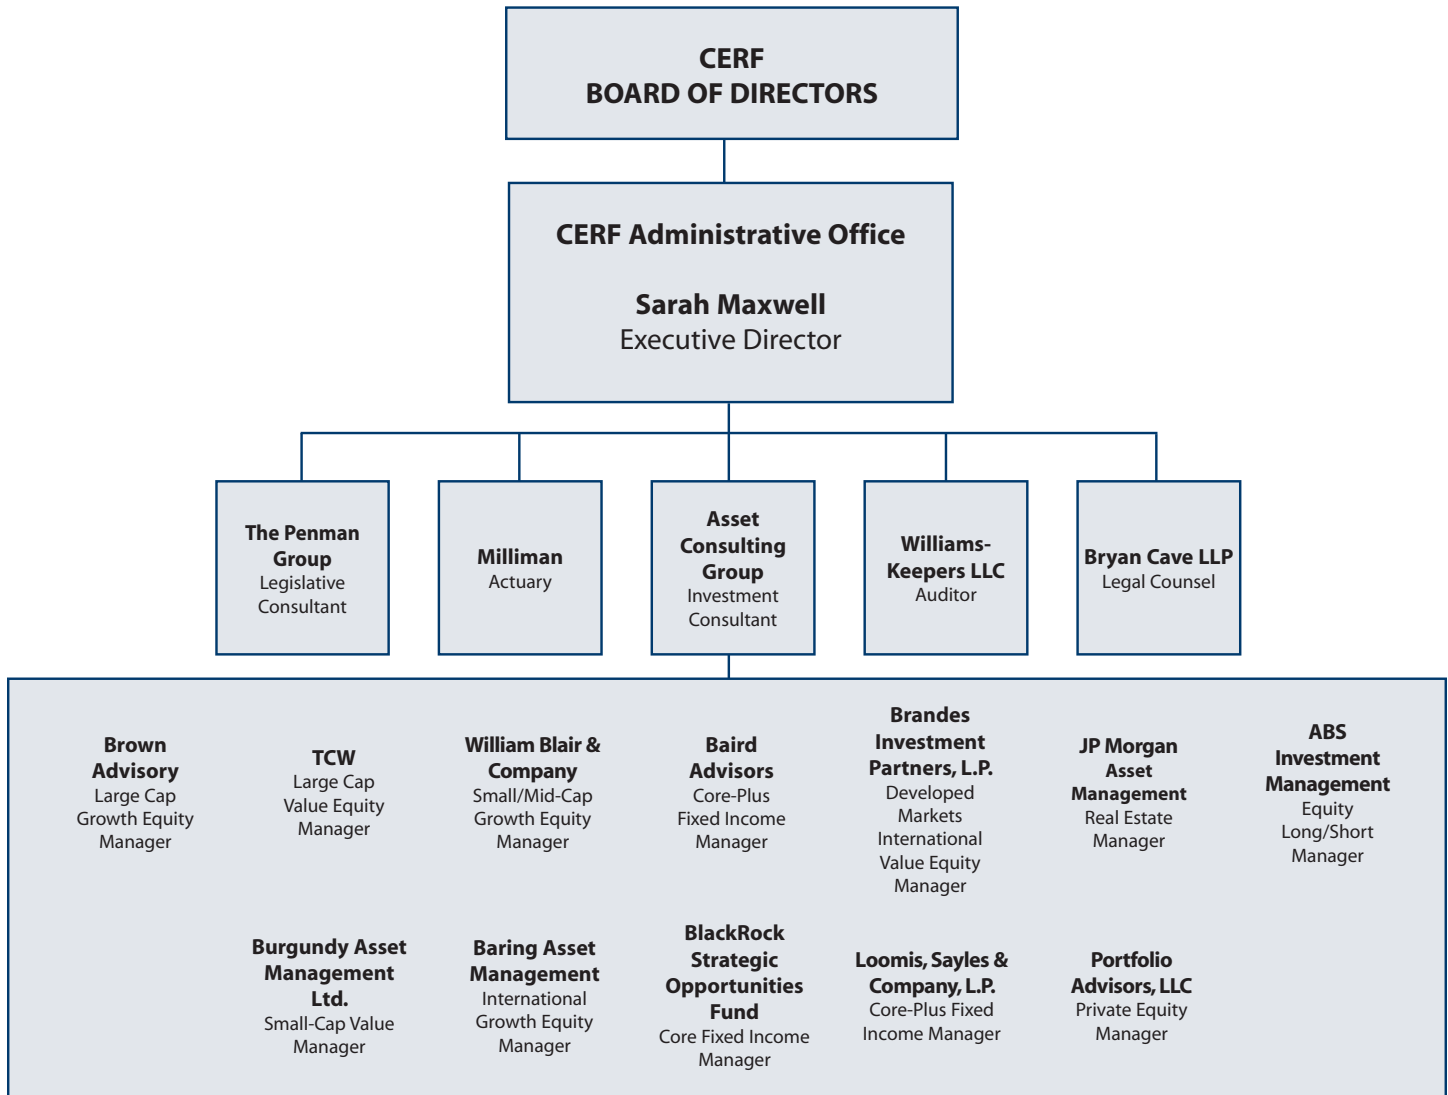 CERF
BOARD OF DIRECTORS
CERF Administrative Office
Sarah Maxwell
Executive Director
The Penman
Group
Legislative
Consultant
Milliman
Actuary
Asset
Consulting
Group
Investment
Consultant
Williams-
Keepers LLC
Auditor
Bryan Cave LLP
Legal Counsel
Brown
Advisory
Large Cap
Growth Equity
Manager
TCW
Large Cap
Value Equity
Manager
William Blair &
Company
Small/Mid-Cap
Growth Equity
Manager
Baird
Advisors
Core-Plus
Fixed Income
Manager
Brandes
Investment
Partners, L.P.
Developed
Markets
International
Value Equity
Manager
JP Morgan
Asset
Management
Real Estate
Manager
ABS
Investment
Management
Equity
Long/Short
Manager
Burgundy Asset
Management
Ltd.
Small-Cap Value
Manager
Baring Asset
Management
International
Growth Equity
Manager
BlackRock
Strategic
Opportunities
Fund
Core Fixed Income
Manager
Loomis, Sayles &
Company, L.P.
Core-Plus Fixed
Income Manager
Portfolio
Advisors, LLC
Private Equity
Manager